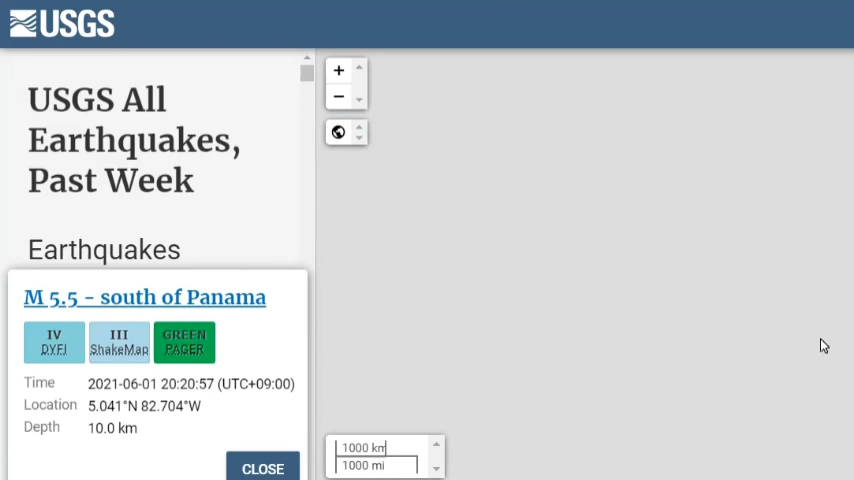 USGS
USGS All
Earthquakes,
Past Week
Earthquakes
M 5.5 - south of Panama
IV
DYFI
III
ShakeMap
GREEN
PAGER
Time 2021-06-01 20:20:57 (UTC+09:00)
Location 5.041°N 82.704°W
Depth 10.0 km
CLOSE
+
−
1000 km
1000 mi